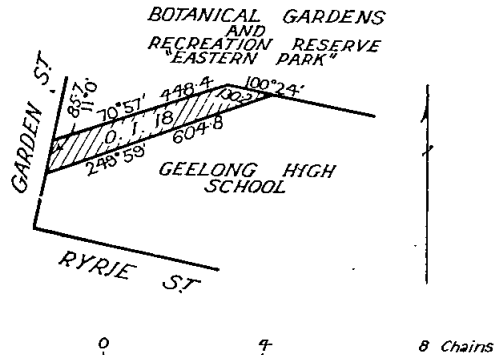 BOTANICAL GARDENS
AND
RECREATION RESERVE
"EASTERN PARK"
GARDEN ST.
85.7
11°0'
70°57'
448.4
130.2
100°24'
0. 1. 18
248°59'
604.8
GEELONG HIGH
SCHOOL
RYRIE ST.
0 4 8 Chains